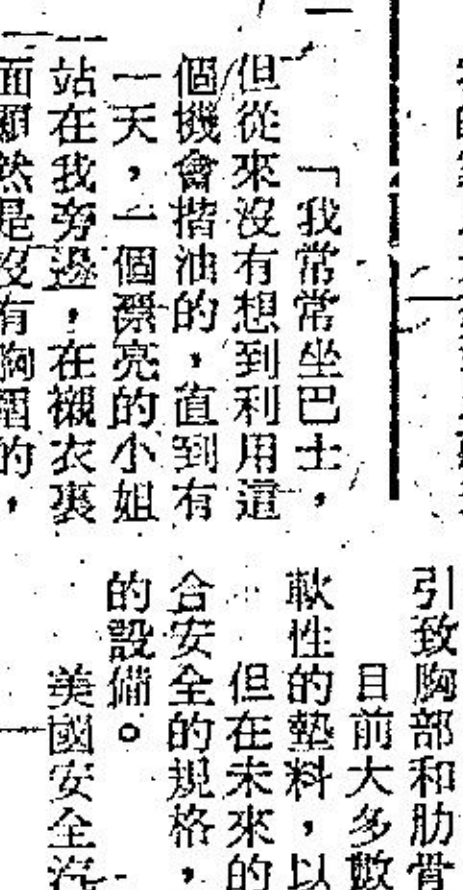 「我常常坐巴士，
但從來沒有想到利用這
個機會揩油的，直到有
一天，一個漂亮的小姐
站在我旁邊，在襯衣裏
面顯然是沒有胸罩的，
引致胸部和肋骨
目前大多數
軟性的墊料，以
但在未來的
合安全的規格，
的設備。
美國安全汽